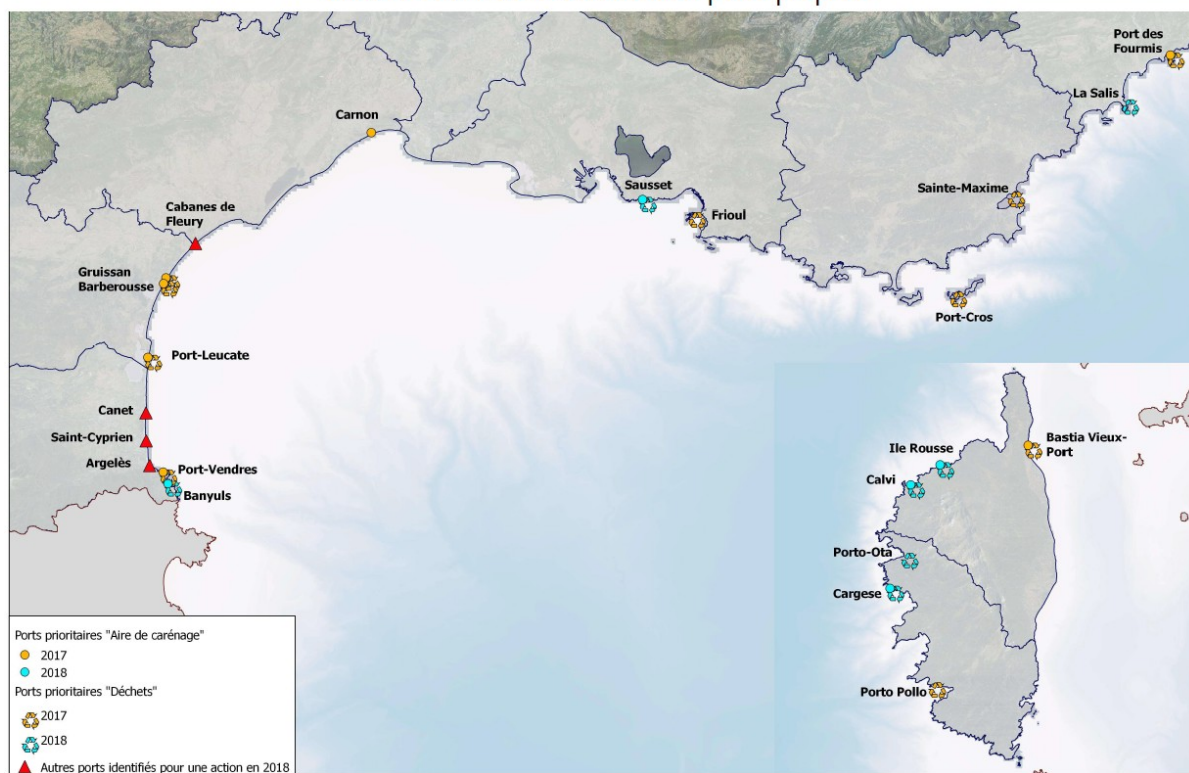 Port des
Fourmis
La Salis
Carnon
Sausset
Sainte-Maxime
Cabanes de
Fleury
Frioul
Gruissan
Barberousse
Port-Cros
Port-Leucate
Canet
Saint-Cyprien
Argelès
Port-Vendres
Banyuls
Ile Rousse
Bastia Vieux-
Port
Calvi
Porto-Ota
Cargese
Porto Pollo
Ports prioritaires "Aire de carénage"
2017
2018
Ports prioritaires "Déchets"
2017
2018
Autres ports identifiés pour une action en 2018